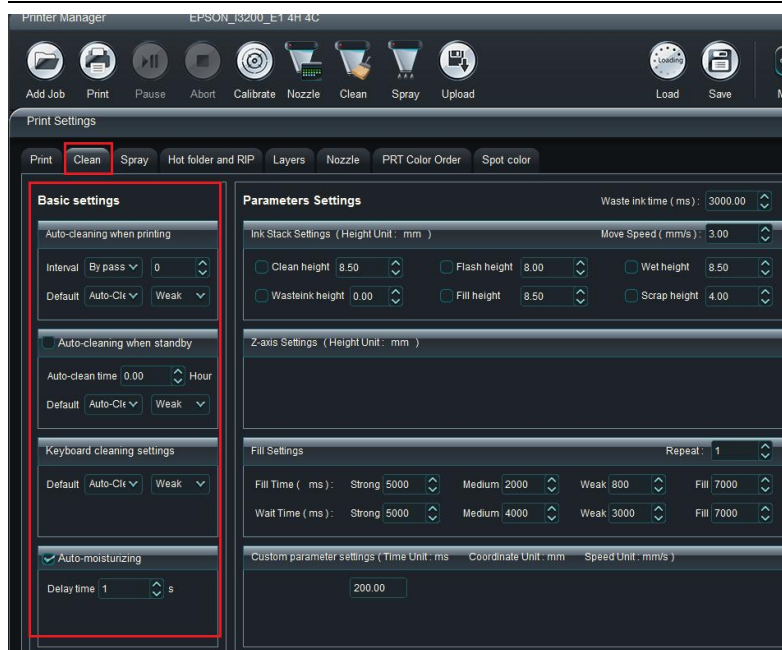 Printer Manager EPSON_I3200_E1 4H 4C
Add Job Print Pause Abort Calibrate Nozzle Clean Spray Upload Load Save
Print Settings
Print Clean Spray Hot folder and RIP Layers Nozzle PRT Color Order Spot color
Basic settings
Auto-cleaning when printing
Interval By pass 0
Default Auto-Cle Weak
Auto-cleaning when standby
Auto-clean time 0.00 Hour
Default Auto-Cle Weak
Keyboard cleaning settings
Default Auto-Cle Weak
Auto-moisturizing
Delay time 1 s
Parameters Settings Waste ink time ( ms ) : 3000.00
Ink Stack Settings ( Height Unit : mm ) Move Speed ( mm/s ) : 3.00
Clean height 8.50 Flash height 8.00 Wet height 8.50
Wasteink height 0.00 Fill height 8.50 Scrap height 4.00
Z-axis Settings ( Height Unit : mm )
Fill Settings Repeat : 1
Fill Time ( ms ) : Strong 5000 Medium 2000 Weak 800 Fill 7000
Wait Time ( ms ) : Strong 5000 Medium 4000 Weak 3000 Fill 7000
Custom parameter settings ( Time Unit : ms Coordinate Unit : mm Speed Unit : mm/s )
200.00